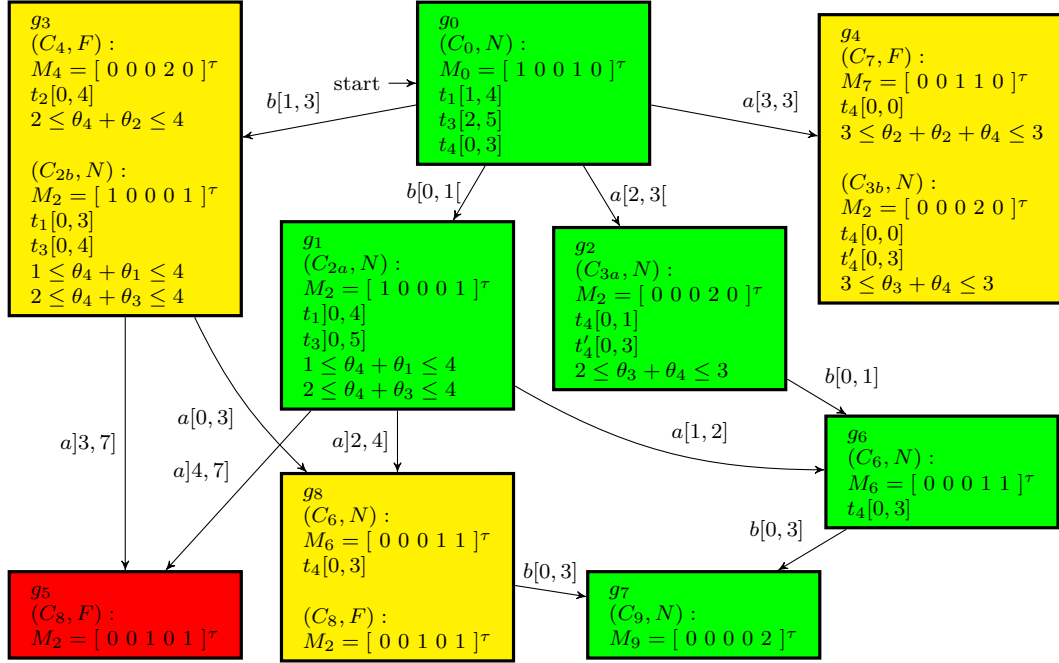 g₃
(C₄, F) :
M₄ = [ 0 0 0 2 0 ]^τ
t₂[0, 4]
2 ≤ θ₄ + θ₂ ≤ 4
(C₂b, N) :
M₂ = [ 1 0 0 0 1 ]^τ
t₁[0, 3]
t₃[0, 4]
1 ≤ θ₄ + θ₁ ≤ 4
2 ≤ θ₄ + θ₃ ≤ 4
start
g₀
(C₀, N) :
M₀ = [ 1 0 0 1 0 ]^τ
t₁[1, 4]
t₃[2, 5]
t₄[0, 3]
g₄
(C₇, F) :
M₇ = [ 0 0 1 1 0 ]^τ
t₄[0, 0]
3 ≤ θ₂ + θ₂ + θ₄ ≤ 3
(C₃b, N) :
M₂ = [ 0 0 0 2 0 ]^τ
t₄[0, 0]
t′₄[0, 3]
3 ≤ θ₃ + θ₄ ≤ 3
b[1, 3]
a[3, 3]
b[0, 1[
a[2, 3[
g₁
(C₂a, N) :
M₂ = [ 1 0 0 0 1 ]^τ
t₁]0, 4]
t₃]0, 5]
1 ≤ θ₄ + θ₁ ≤ 4
2 ≤ θ₄ + θ₃ ≤ 4
g₂
(C₃a, N) :
M₂ = [ 0 0 0 2 0 ]^τ
t₄[0, 1]
t′₄[0, 3]
2 ≤ θ₃ + θ₄ ≤ 3
b[0, 1]
a[0, 3]
a]3, 7]
a]2, 4]
a]4, 7]
a[1, 2]
g₆
(C₆, N) :
M₆ = [ 0 0 0 1 1 ]^τ
t₄[0, 3]
g₈
(C₆, N) :
M₆ = [ 0 0 0 1 1 ]^τ
t₄[0, 3]
(C₈, F) :
M₂ = [ 0 0 1 0 1 ]^τ
b[0, 3]
b[0, 3]
g₅
(C₈, F) :
M₂ = [ 0 0 1 0 1 ]^τ
g₇
(C₉, N) :
M₉ = [ 0 0 0 0 2 ]^τ